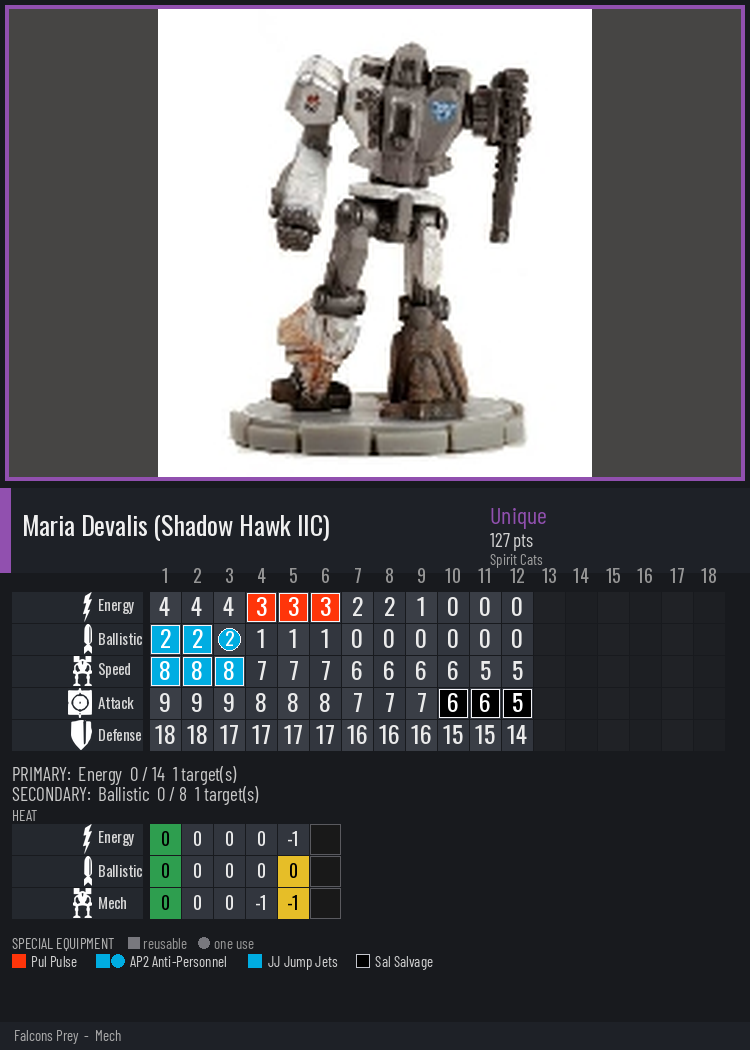 Maria Devalis (Shadow Hawk IIC)
Unique
127 pts
Spirit Cats
1 2 3 4 5 6 7 8 9 10 11 12 13 14 15 16 17 18
Energy 4 4 4 3 3 3 2 2 1 0 0 0
Ballistic 2 2 2 1 1 1 0 0 0 0 0 0
Speed 8 8 8 7 7 7 6 6 6 6 5 5
Attack 9 9 9 8 8 8 7 7 7 6 6 5
Defense 18 18 17 17 17 17 16 16 16 15 15 14
PRIMARY: Energy 0 / 14 1 target(s)
SECONDARY: Ballistic 0 / 8 1 target(s)
HEAT
Energy 0 0 0 0 -1
Ballistic 0 0 0 0 0
Mech 0 0 0 -1 -1
SPECIAL EQUIPMENT reusable one use
Pul Pulse AP2 Anti-Personnel JJ Jump Jets Sal Salvage
Falcons Prey - Mech